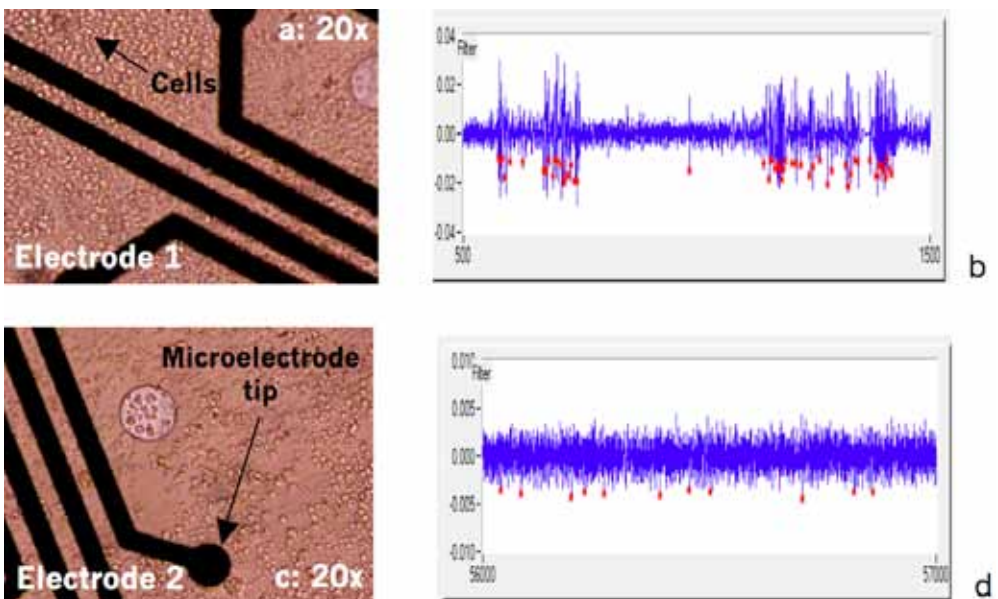 a: 20x
Cells
Electrode 1
0.04
Filter
0.02
0.00
-0.02
-0.04
500
1500
b
Microelectrode
tip
Electrode 2
c: 20x
0.010
Filter
0.005
0.000
-0.005
-0.010
56000
57000
d